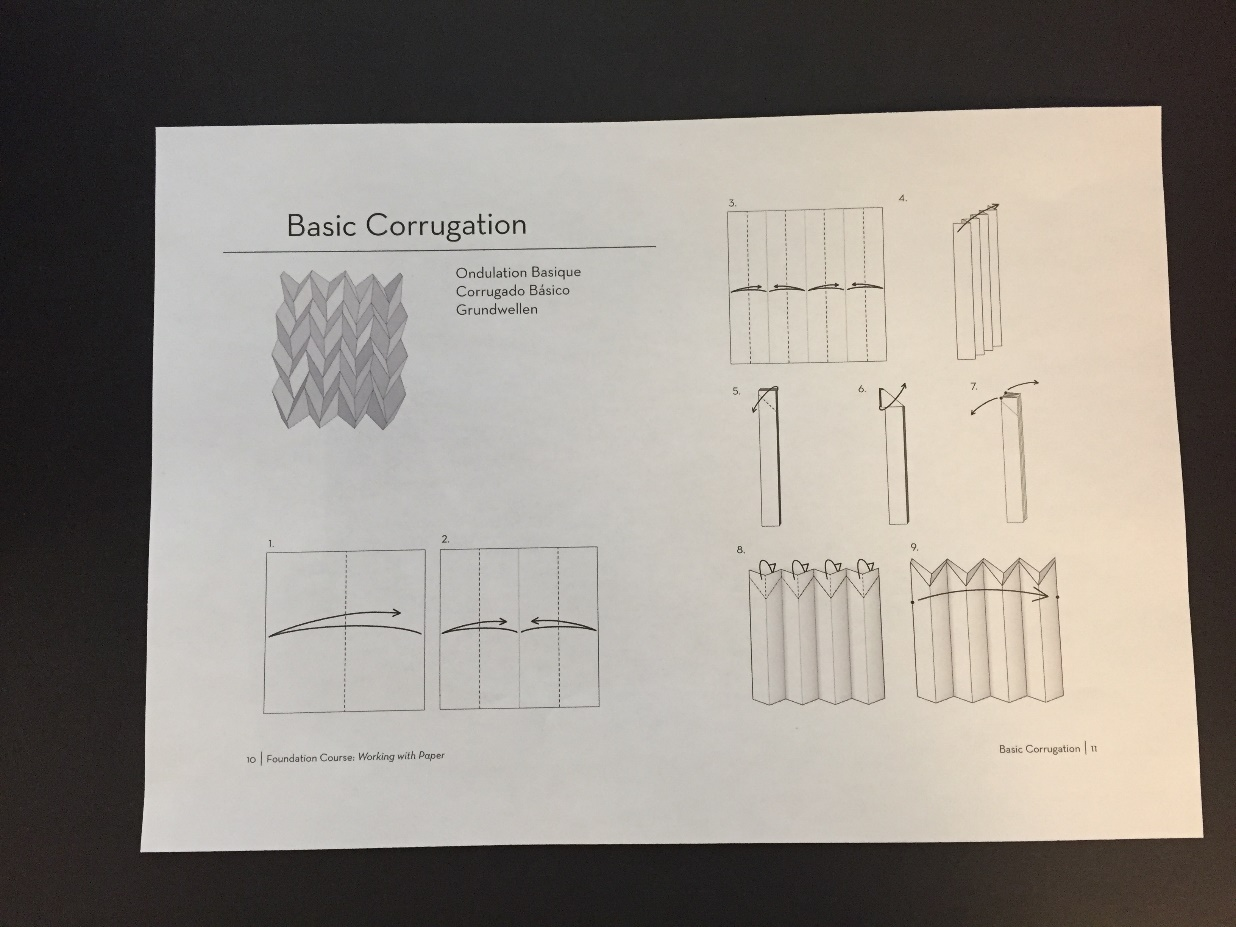 Basic Corrugation
Ondulation Basique
Corrugado Básico
Grundwellen
1.
2.
10 | Foundation Course: Working with Paper
3.
4.
5.
6.
7.
8.
9.
Basic Corrugation | 11